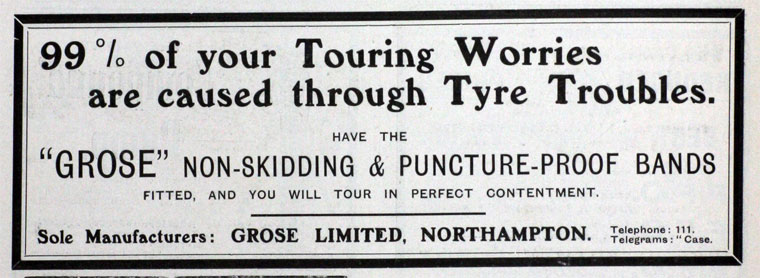 99 % of your Touring Worries
are caused through Tyre Troubles.
HAVE THE
"GROSE" NON-SKIDDING & PUNCTURE-PROOF BANDS
FITTED, AND YOU WILL TOUR IN PERFECT CONTENTMENT.
Sole Manufacturers: GROSE LIMITED, NORTHAMPTON. Telephone: 111.
Telegrams: "Case.